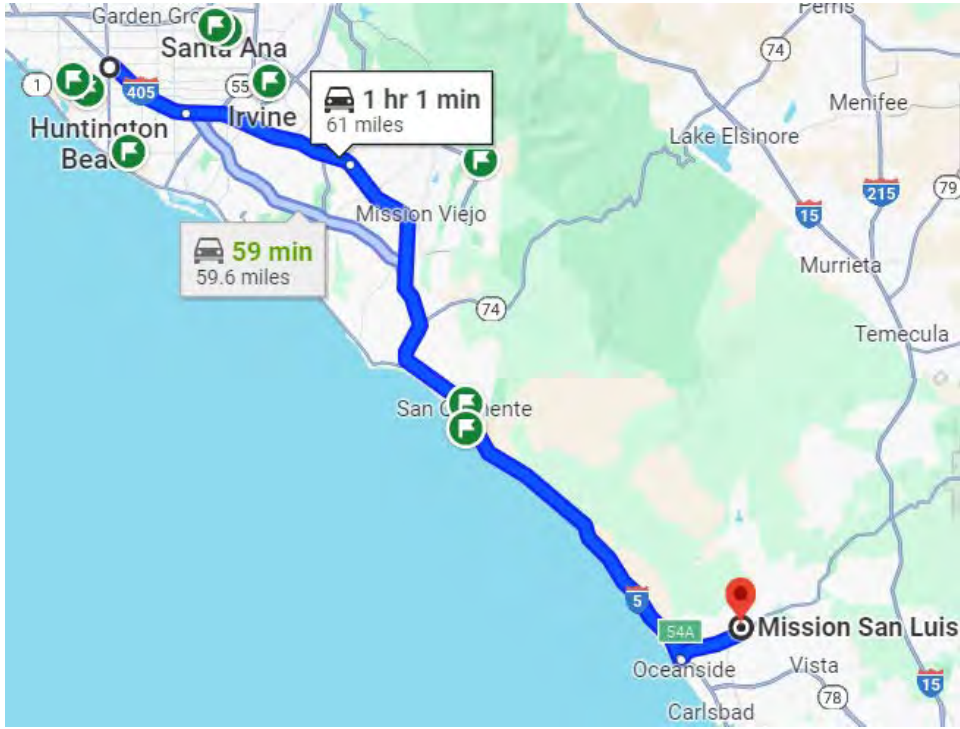 Garden Gro
Perris
Santa Ana
74
1
405
55
1 hr 1 min
61 miles
Irvine
Menifee
Huntington
Bea
Lake Elsinore
215
79
15
Mission Viejo
59 min
59.6 miles
Murrieta
74
Temecula
San C
ente
5
54A
Mission San Luis
Oceanside
Vista
15
78
Carlsbad